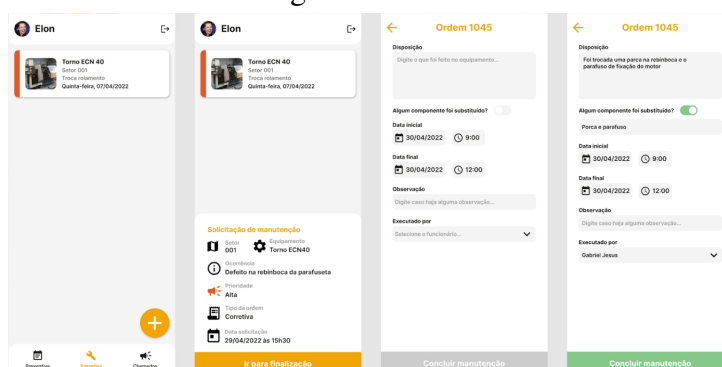 Elon
Torno ECN 40
Setor 001
Troca rolamento
Quinta-feira, 07/04/2022
Preventiva
Corretiva
Chamados
Elon
Torno ECN 40
Setor 001
Troca rolamento
Quinta-feira, 07/04/2022
Solicitação de manutenção
Setor
001
Equipamento
Torno ECN40
Ocorrência
Defeito na rebinboca da parafuseta
Prioridade
Alta
Tipo da ordem
Corretiva
Data solicitação
29/04/2022 às 15h30
Ir para finalização
Ordem 1045
Disposição
Digite o que foi feito no equipamento...
Algum componente foi substituído?
Data inicial
30/04/2022 9:00
Data final
30/04/2022 12:00
Observação
Digite caso haja alguma observação...
Executado por
Selecione o funcionário...
Concluir manutenção
Ordem 1045
Disposição
Foi trocada uma parca na rebinboca e o
parafuso de fixação do motor
Algum componente foi substituído?
Porca e parafuso
Data inicial
30/04/2022 9:00
Data final
30/04/2022 12:00
Observação
Digite caso haja alguma observação...
Executado por
Gabriel Jesus
Concluir manutenção